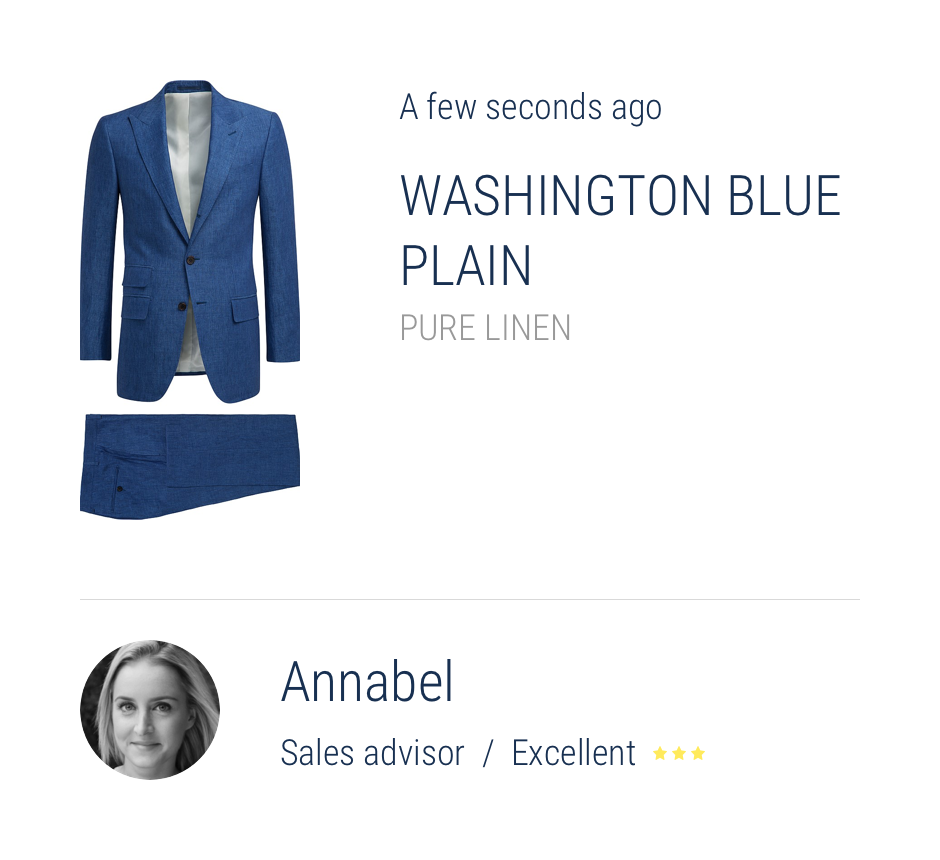 A few seconds ago
WASHINGTON BLUE
PLAIN
PURE LINEN
Annabel
Sales advisor / Excellent